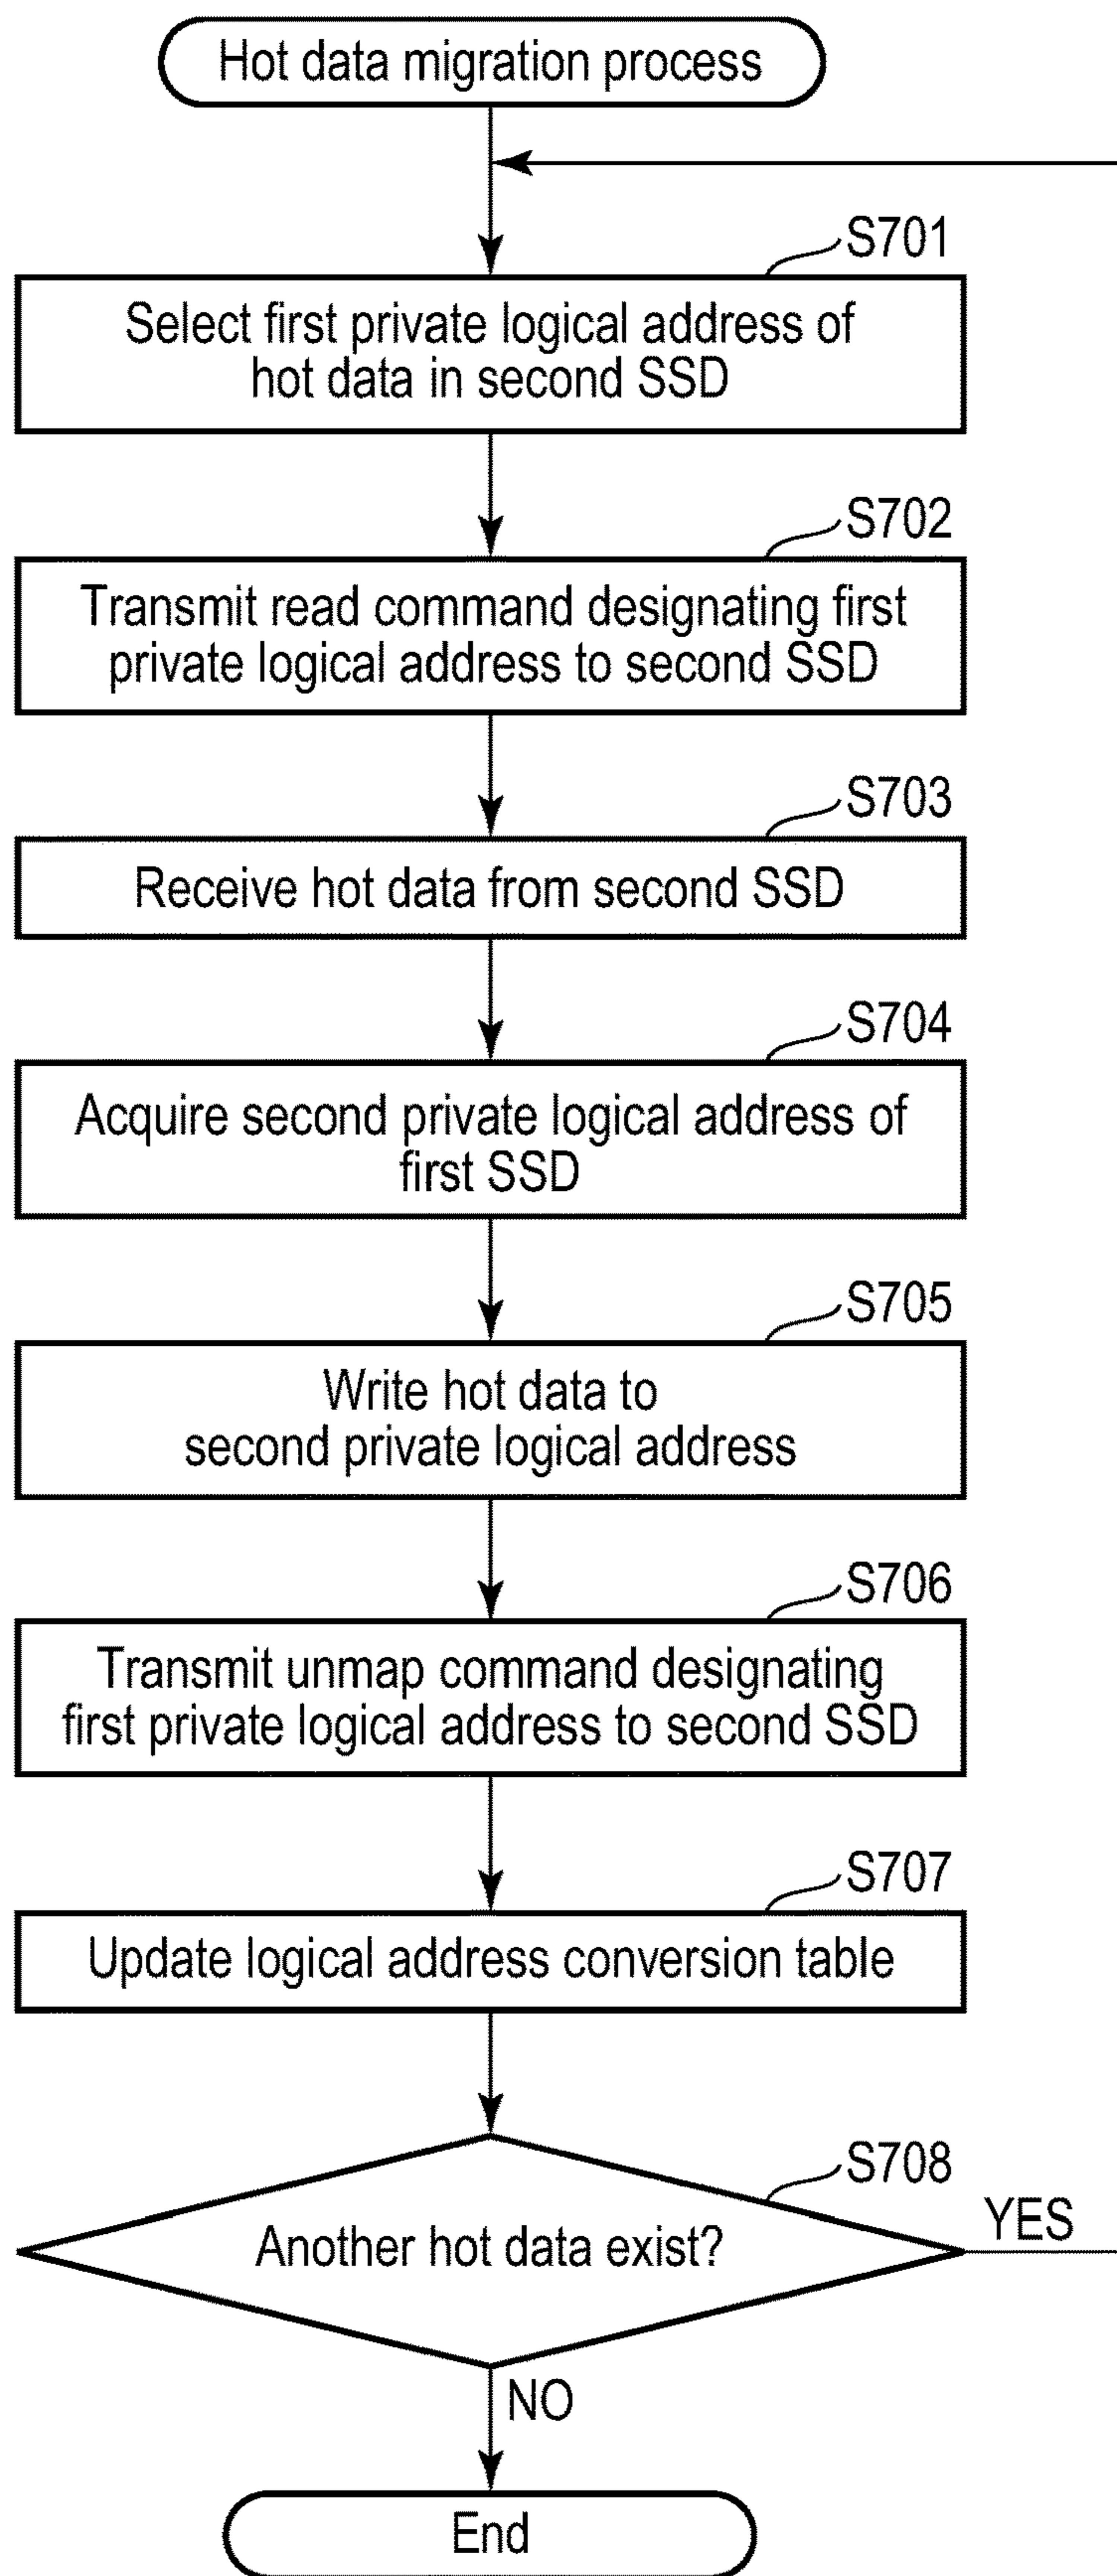 Hot data migration process
S701
Select first private logical address of
hot data in second SSD
S702
Transmit read command designating first
private logical address to second SSD
S703
Receive hot data from second SSD
S704
Acquire second private logical address of
first SSD
S705
Write hot data to
second private logical address
S706
Transmit unmap command designating
first private logical address to second SSD
S707
Update logical address conversion table
S708
Another hot data exist?
YES
NO
End